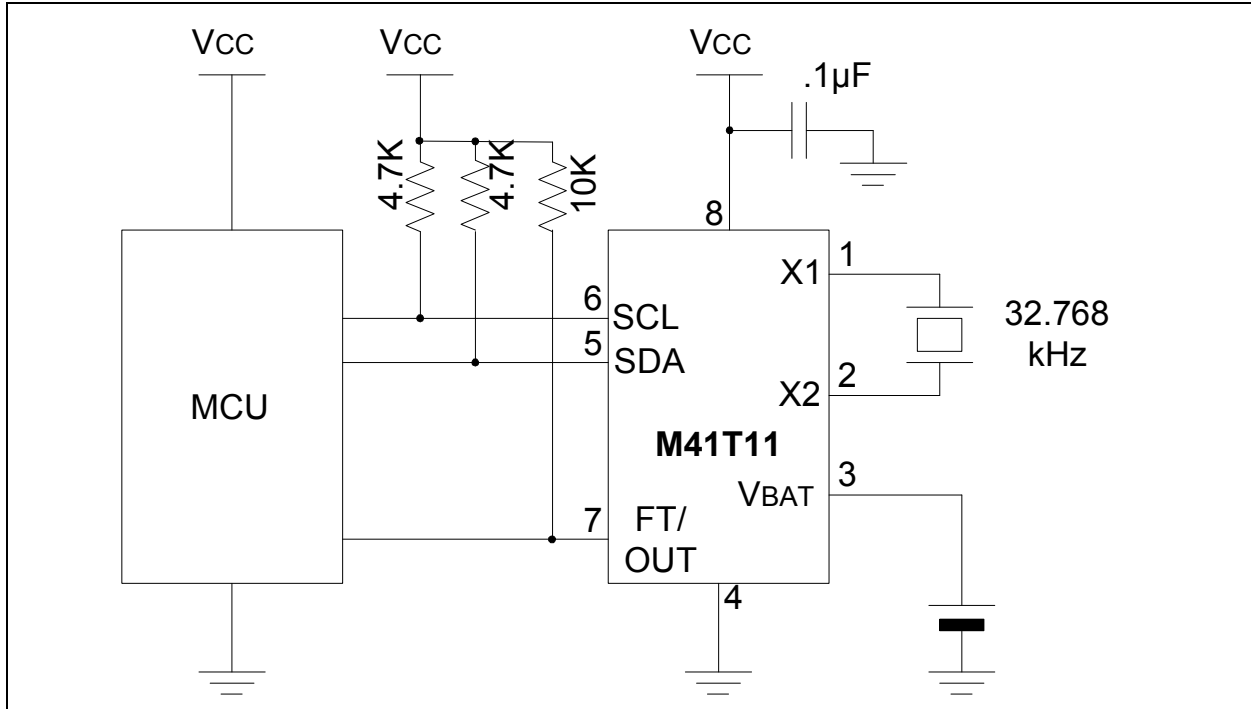 VCC
VCC
VCC
.1µF
4.7K
4.7K
10K
8
1
X1
6
SCL
32.768
kHz
5
SDA
2
X2
MCU
M41T11
3
VBAT
7
FT/
OUT
4